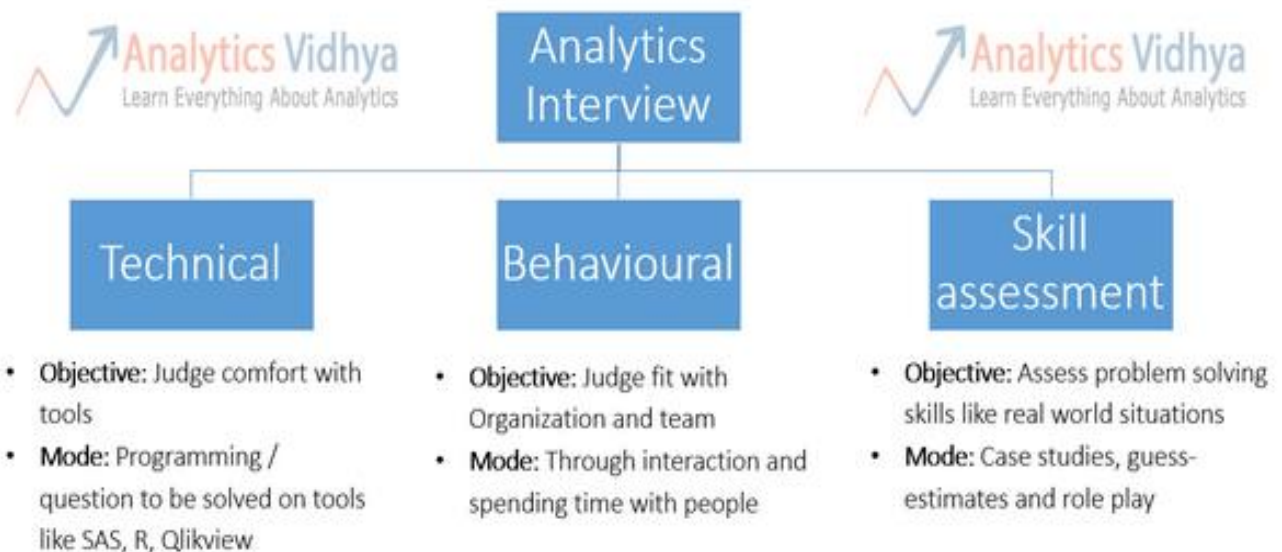 Analytics Vidhya
Learn Everything About Analytics
Analytics
Interview
Analytics Vidhya
Learn Everything About Analytics
Technical
Behavioural
Skill
assessment
• Objective: Judge comfort with
tools
• Mode: Programming /
question to be solved on tools
like SAS, R, Qlikview
• Objective: Judge fit with
Organization and team
• Mode: Through interaction and
spending time with people
• Objective: Assess problem solving
skills like real world situations
• Mode: Case studies, guess-
estimates and role play